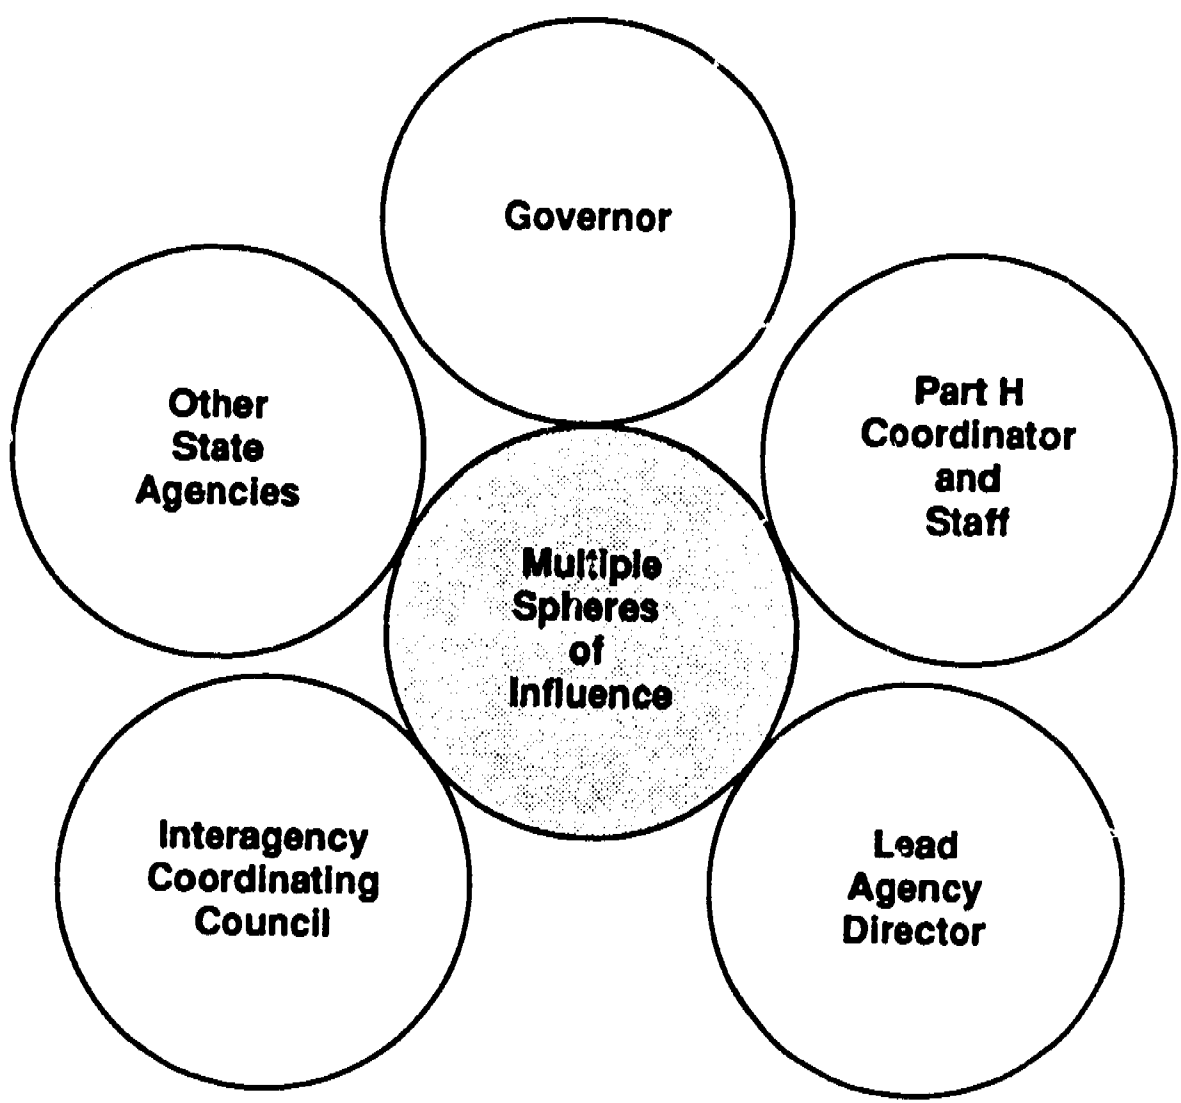 Governor
Other
State
Agencies
Part H
Coordinator
and
Staff
Multiple
Spheres
of
Influence
Interagency
Coordinating
Council
Lead
Agency
Director